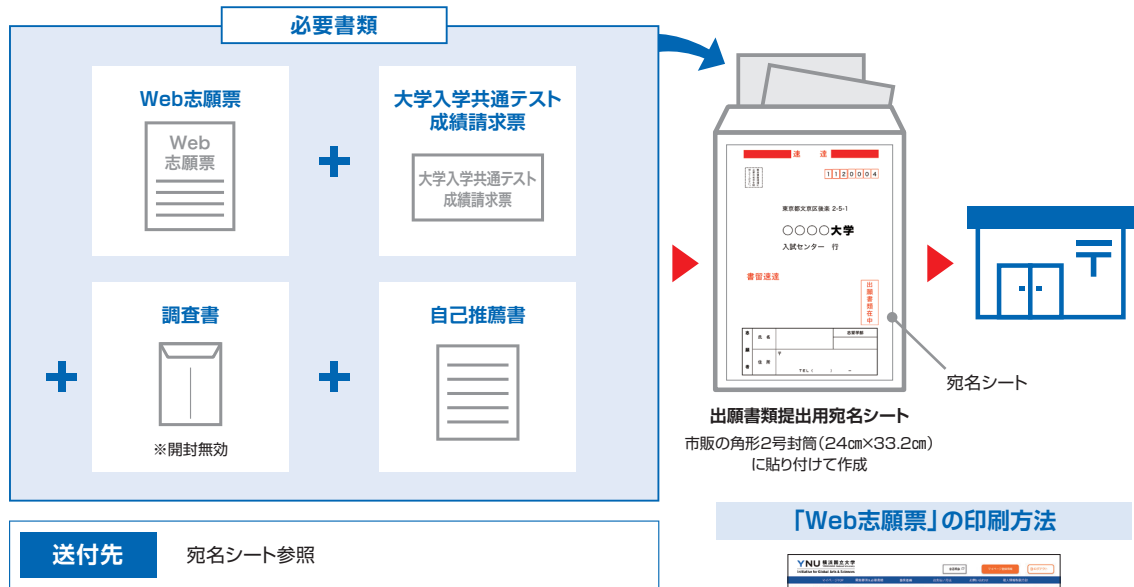 必要書類
Web志願票
Web
志願票
大学入学共通テスト
成績請求票
大学入学共通テスト
成績請求票
調査書
※開封無効
自己推薦書
速 達
1120004
東京都文京区後楽 2-5-1
○○○○大学
入試センター 行
書留速達
出願書類在中
志願者
氏 名
志望学部
住 所
〒
TEL ( ) -
宛名シート
出願書類提出用宛名シート
市販の角形2号封筒(24㎝×33.2㎝)
に貼り付けて作成
送付先
宛名シート参照
「Web志願票」の印刷方法
YNU 横浜国立大学